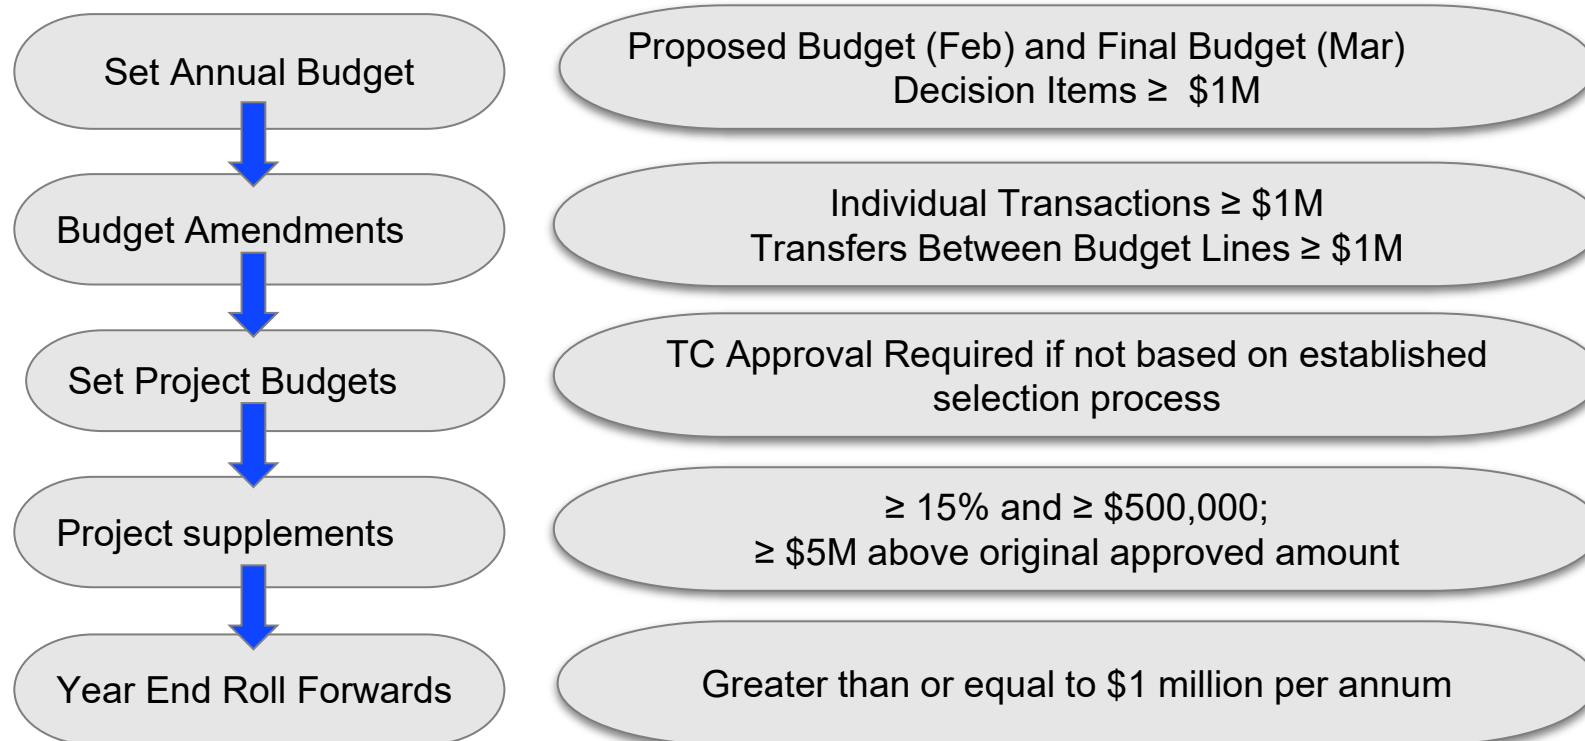 Set Annual Budget
Proposed Budget (Feb) and Final Budget (Mar)
Decision Items ≥ $1M
Budget Amendments
Individual Transactions ≥ $1M
Transfers Between Budget Lines ≥ $1M
Set Project Budgets
TC Approval Required if not based on established
selection process
Project supplements
≥ 15% and ≥ $500,000;
≥ $5M above original approved amount
Year End Roll Forwards
Greater than or equal to $1 million per annum